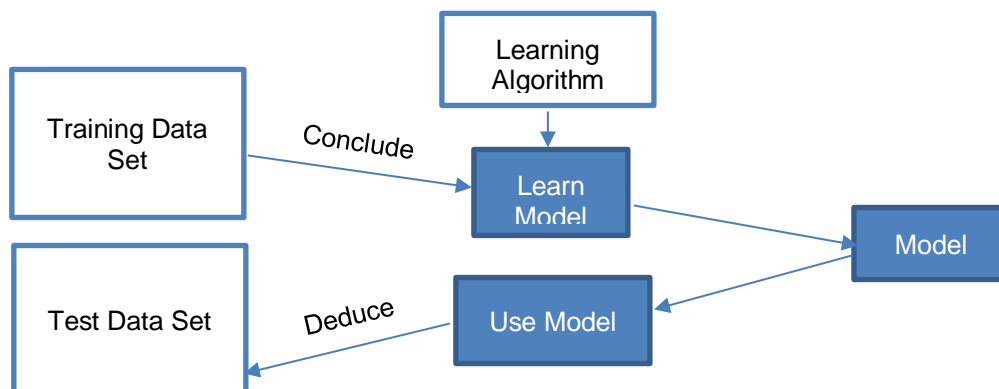 Learning
Algorithm
Training Data
Set
Conclude
Learn
Model
Model
Test Data Set
Deduce
Use Model